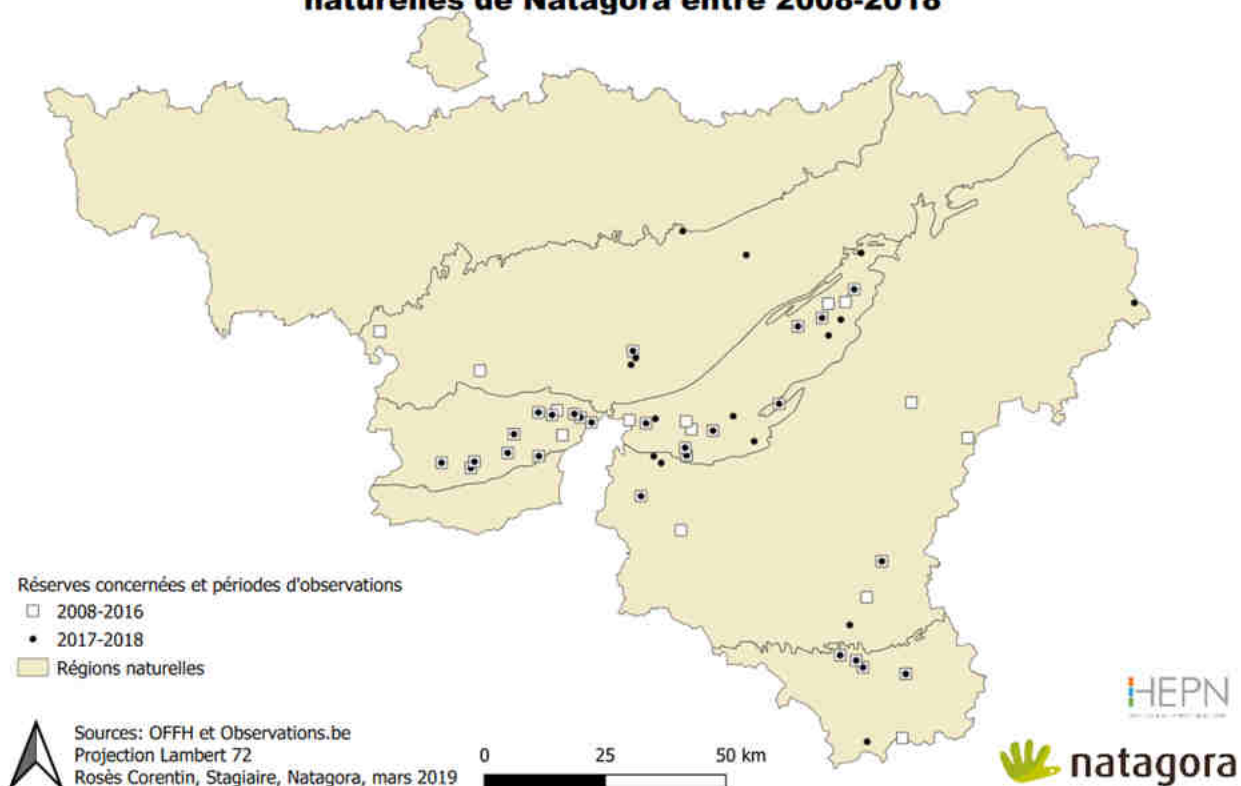 naturelles de Natagora entre 2008-2018
Réserves concernées et périodes d'observations
2008-2016
2017-2018
Régions naturelles
Sources: OFFH et Observations.be
Projection Lambert 72
Rosès Corentin, Stagiaire, Natagora, mars 2019
0 25 50 km
HEPN
natagora